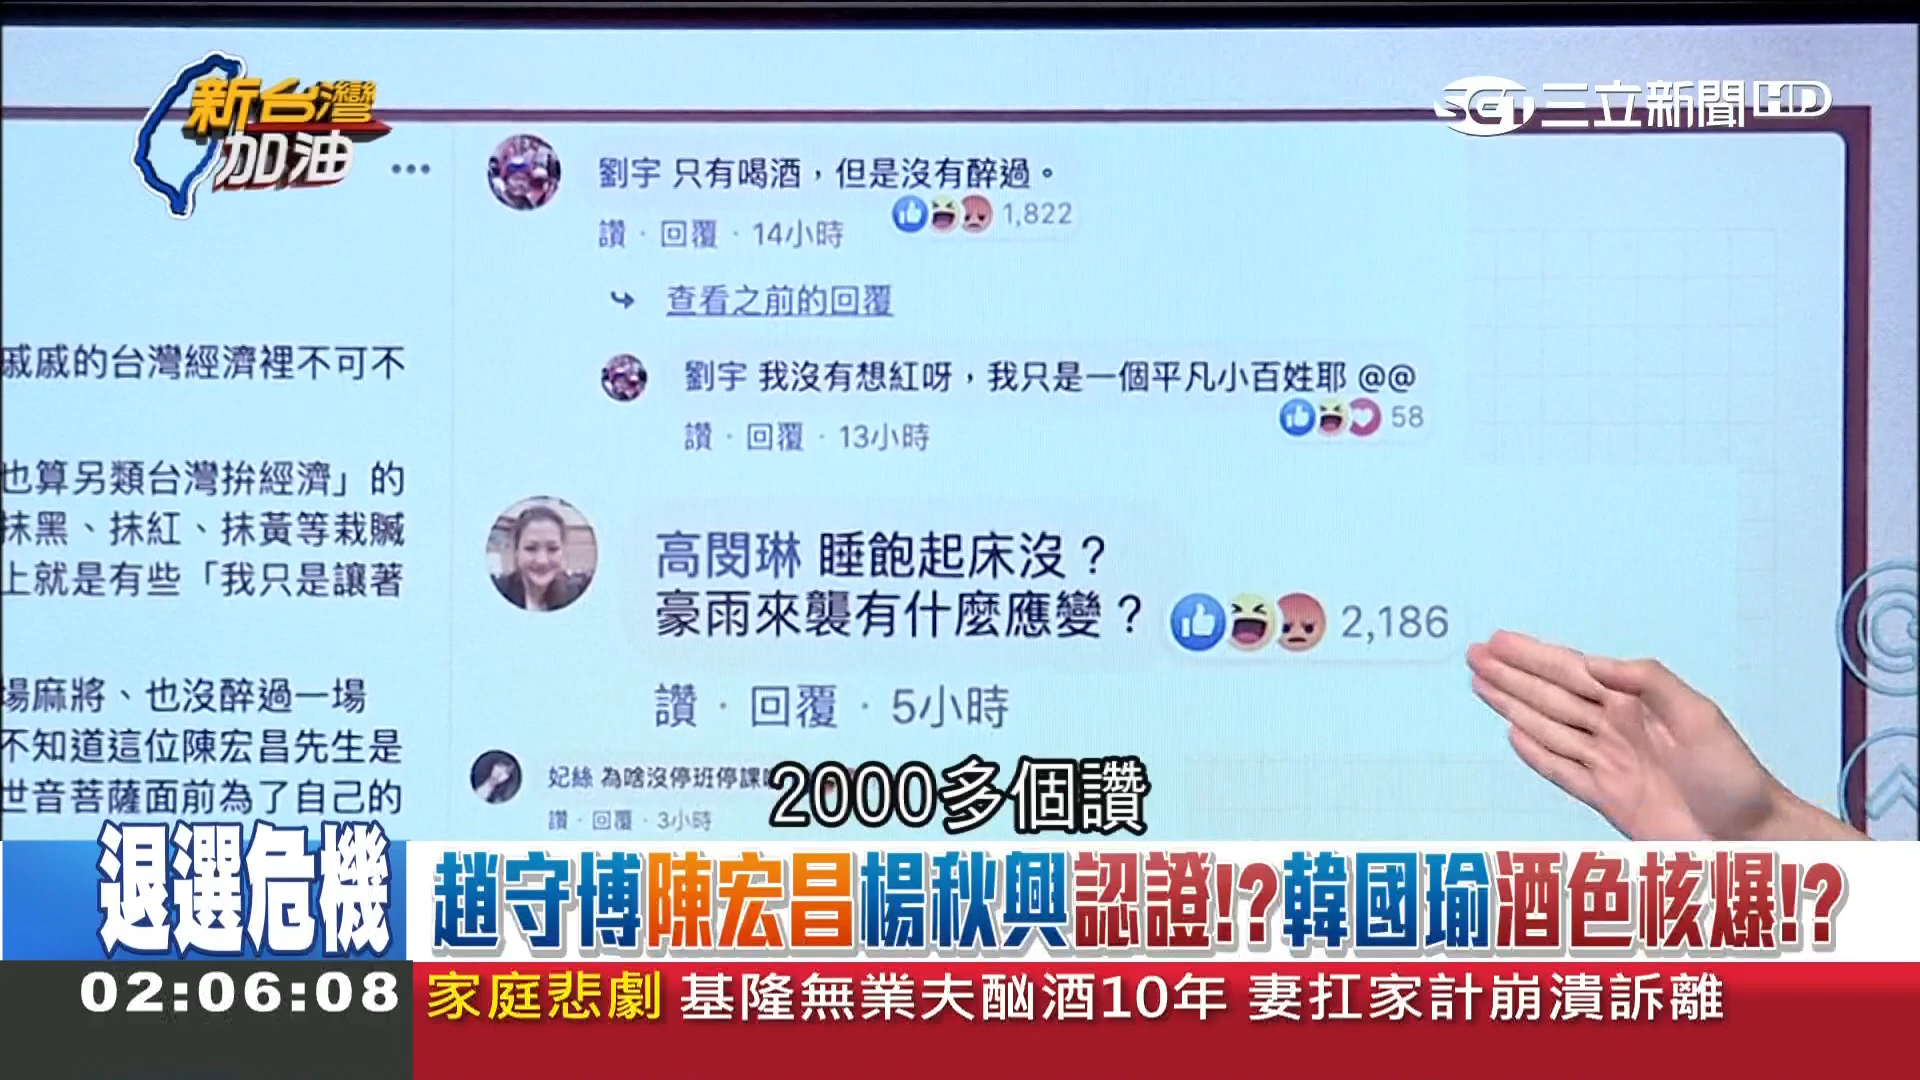 新台灣
加油
SET三立新聞HD
•••
戚戚的台灣經濟裡不可不
也算另類台灣拚經濟」的
抹黑、抹紅、抹黃等栽贓
上就是有些「我只是讓著
場麻將、也沒醉過一場
不知道這位陳宏昌先生是
世音菩薩面前為了自己的
劉宇 只有喝酒，但是沒有醉過。
1,822
讚 · 回覆 · 14小時
查看之前的回覆
劉宇 我沒有想紅呀，我只是一個平凡小百姓耶 @@
58
讚 · 回覆 · 13小時
高閔琳 睡飽起床沒？
豪雨來襲有什麼應變？
2,186
讚 · 回覆 · 5小時
妃絲 為啥沒停班停課
讚 · 回覆 · 3小時
2000多個讚
退選危機
趙守博陳宏昌楊秋興認證!?韓國瑜酒色核爆!?
02:06:08
家庭悲劇 基隆無業夫酗酒10年 妻扛家計崩潰訴離